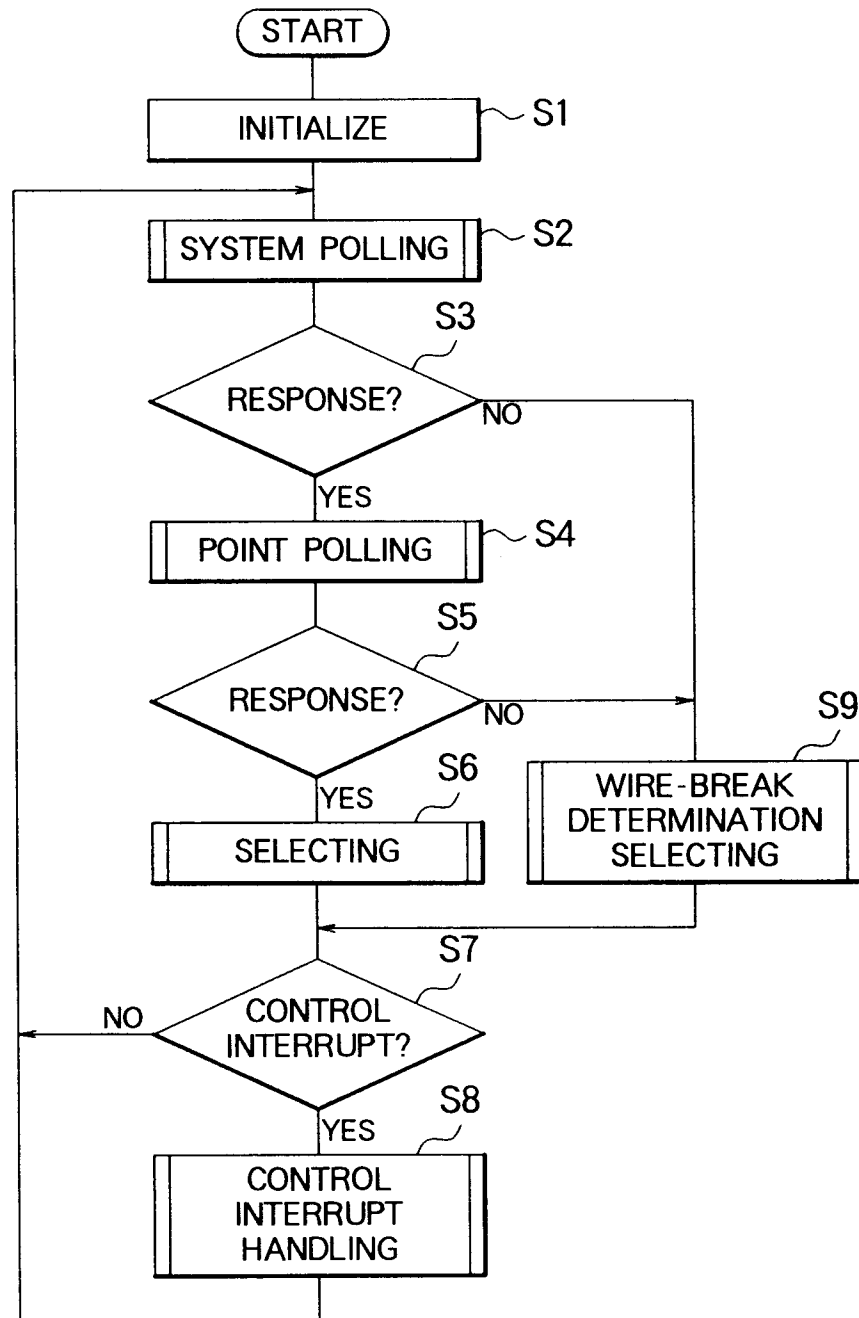 START
INITIALIZE
S1
SYSTEM POLLING
S2
S3
RESPONSE?
NO
YES
POINT POLLING
S4
S5
RESPONSE?
NO
YES
S6
SELECTING
S9
WIRE-BREAK
DETERMINATION
SELECTING
S7
CONTROL
INTERRUPT?
NO
YES
S8
CONTROL
INTERRUPT
HANDLING